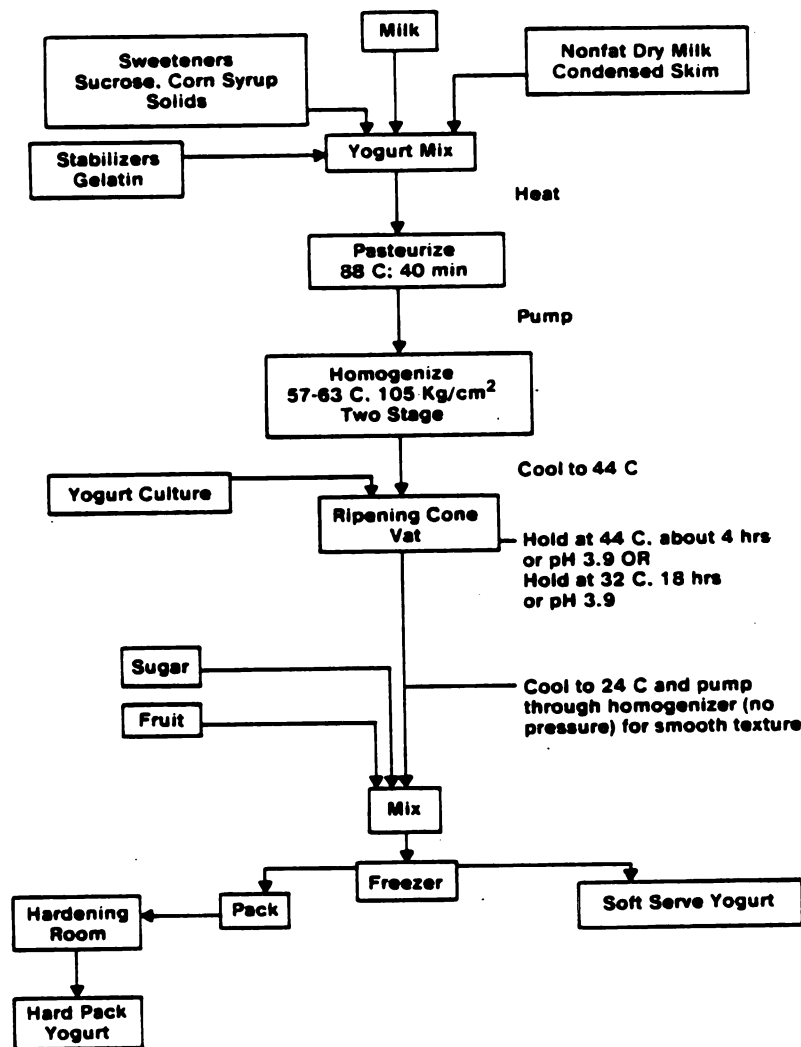 Milk
Sweeteners
Sucrose. Corn Syrup
Solids
Nonfat Dry Milk
Condensed Skim
Stabilizers
Gelatin
Yogurt Mix
Heat
Pasteurize
88 C: 40 min
Pump
Homogenize
57-63 C. 105 Kg/cm²
Two Stage
Cool to 44 C
Yogurt Culture
Ripening Cone
Vat
Hold at 44 C. about 4 hrs
or pH 3.9 OR
Hold at 32 C. 18 hrs
or pH 3.9
Sugar
Fruit
Cool to 24 C and pump
through homogenizer (no
pressure) for smooth texture
Mix
Freezer
Pack
Hardening
Room
Soft Serve Yogurt
Hard Pack
Yogurt